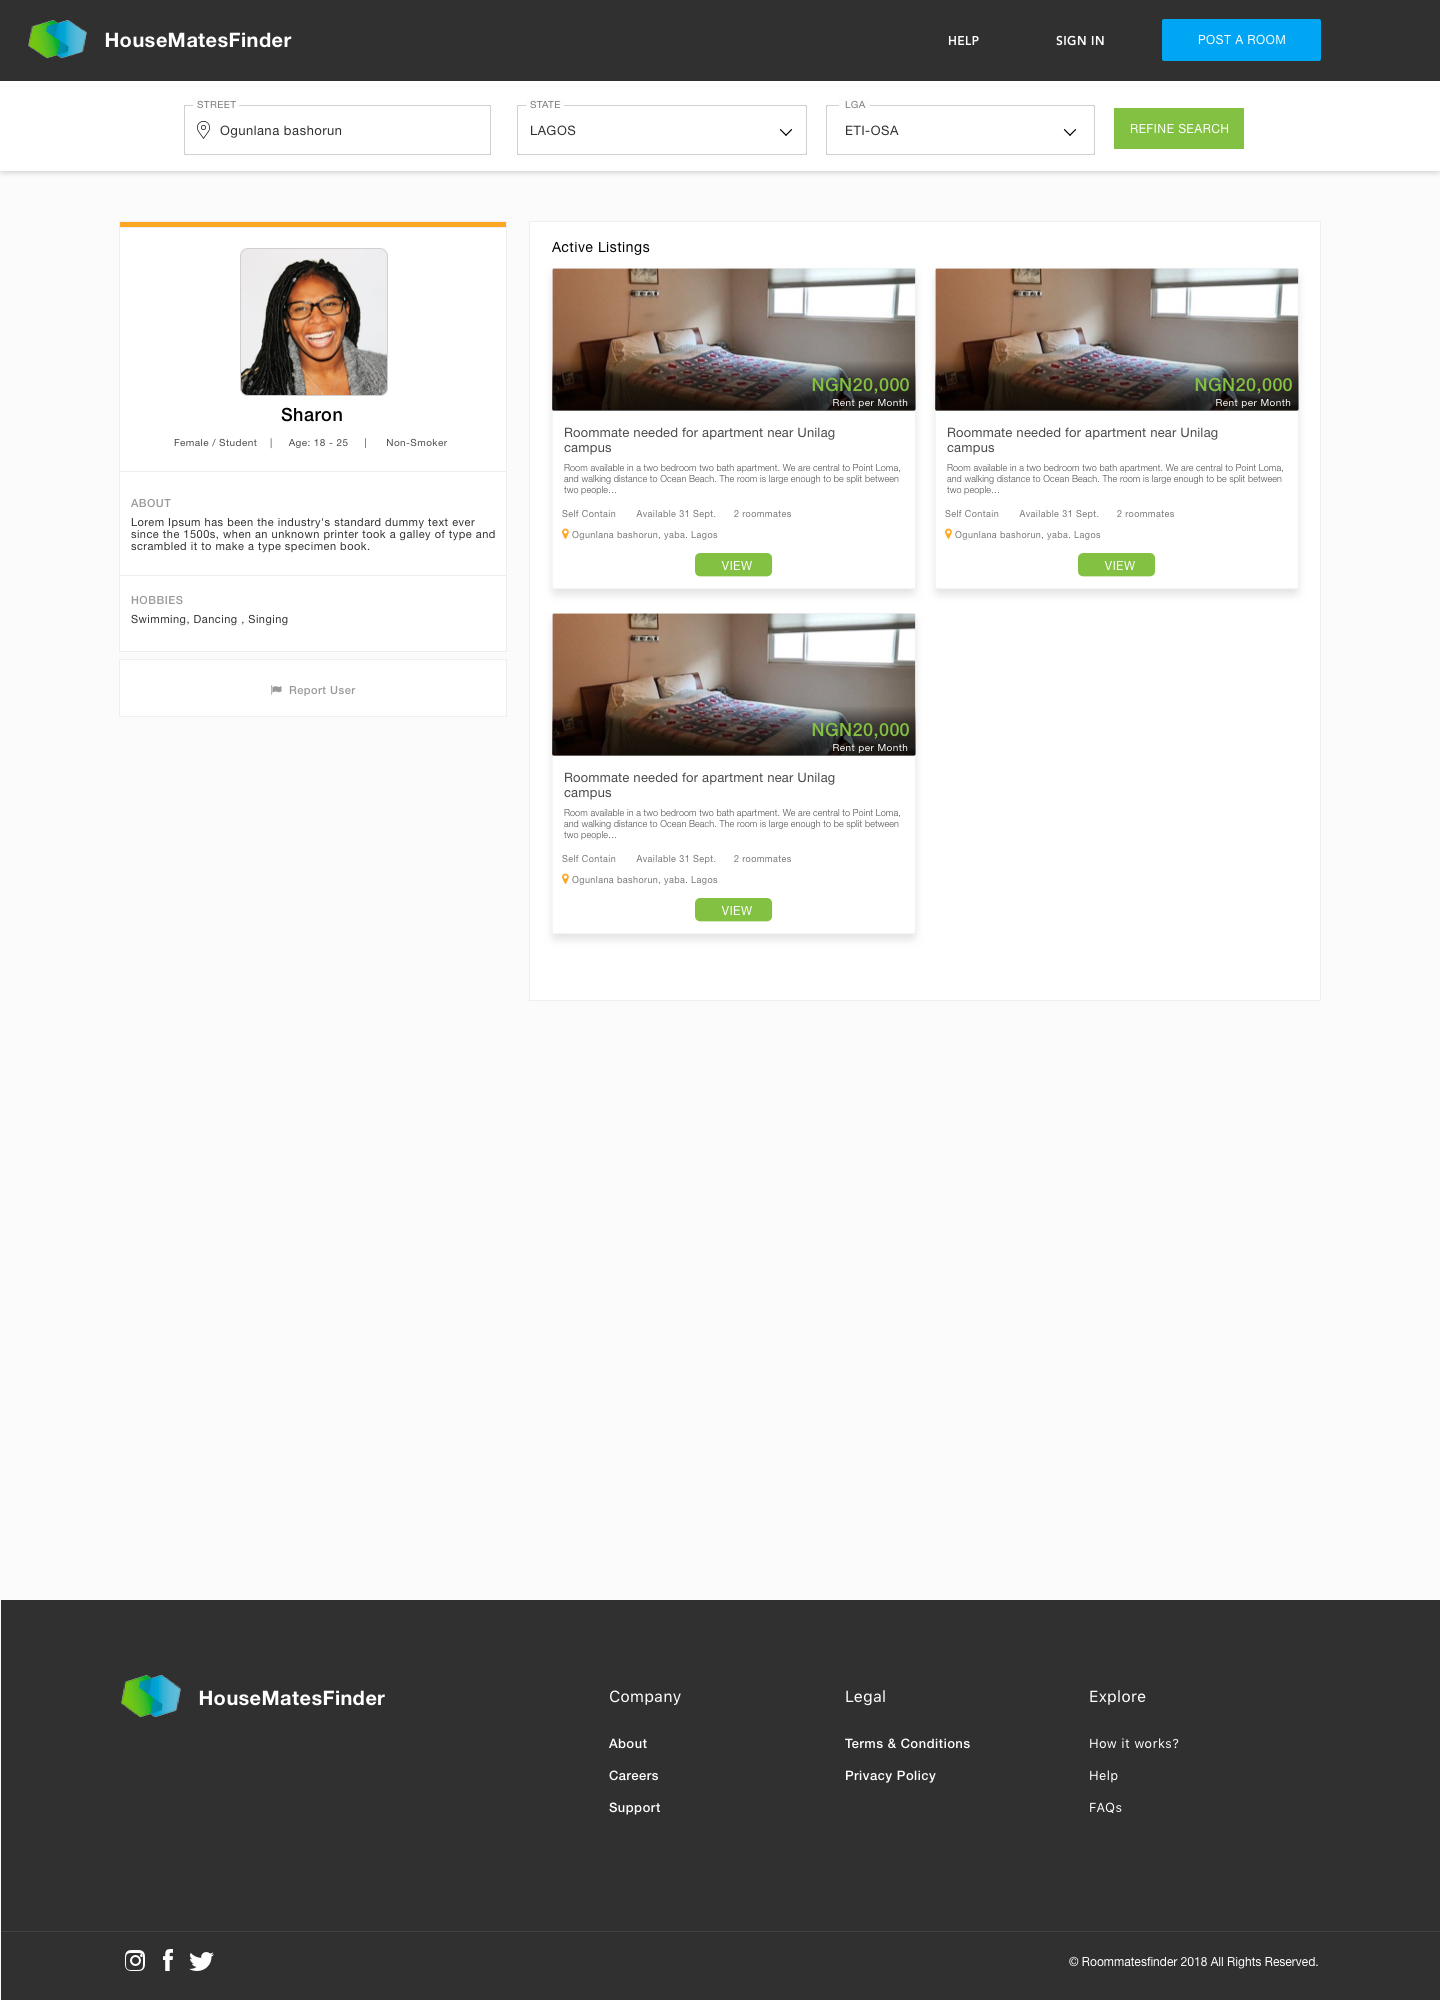 HouseMatesFinder
HELP
SIGN IN
POST A ROOM
STREET
Ogunlana bashorun
STATE
LAGOS
LGA
ETI-OSA
REFINE SEARCH
Sharon
Female / Student | Age: 18 - 25 | Non-Smoker
ABOUT
Lorem Ipsum has been the industry's standard dummy text ever
since the 1500s, when an unknown printer took a galley of type and
scrambled it to make a type specimen book.
HOBBIES
Swimming, Dancing , Singing
Report User
Active Listings
NGN20,000
Rent per Month
Roommate needed for apartment near Unilag
campus
Room available in a two bedroom two bath apartment. We are central to Point Loma,
and walking distance to Ocean Beach. The room is large enough to be split between
two people...
Self Contain Available 31 Sept. 2 roommates
Ogunlana bashorun, yaba. Lagos
VIEW
NGN20,000
Rent per Month
Roommate needed for apartment near Unilag
campus
Room available in a two bedroom two bath apartment. We are central to Point Loma,
and walking distance to Ocean Beach. The room is large enough to be split between
two people...
Self Contain Available 31 Sept. 2 roommates
Ogunlana bashorun, yaba. Lagos
VIEW
NGN20,000
Rent per Month
Roommate needed for apartment near Unilag
campus
Room available in a two bedroom two bath apartment. We are central to Point Loma,
and walking distance to Ocean Beach. The room is large enough to be split between
two people...
Self Contain Available 31 Sept. 2 roommates
Ogunlana bashorun, yaba. Lagos
VIEW
HouseMatesFinder
Company
About
Careers
Support
Legal
Terms & Conditions
Privacy Policy
Explore
How it works?
Help
FAQs
© Roommatesfinder 2018 All Rights Reserved.